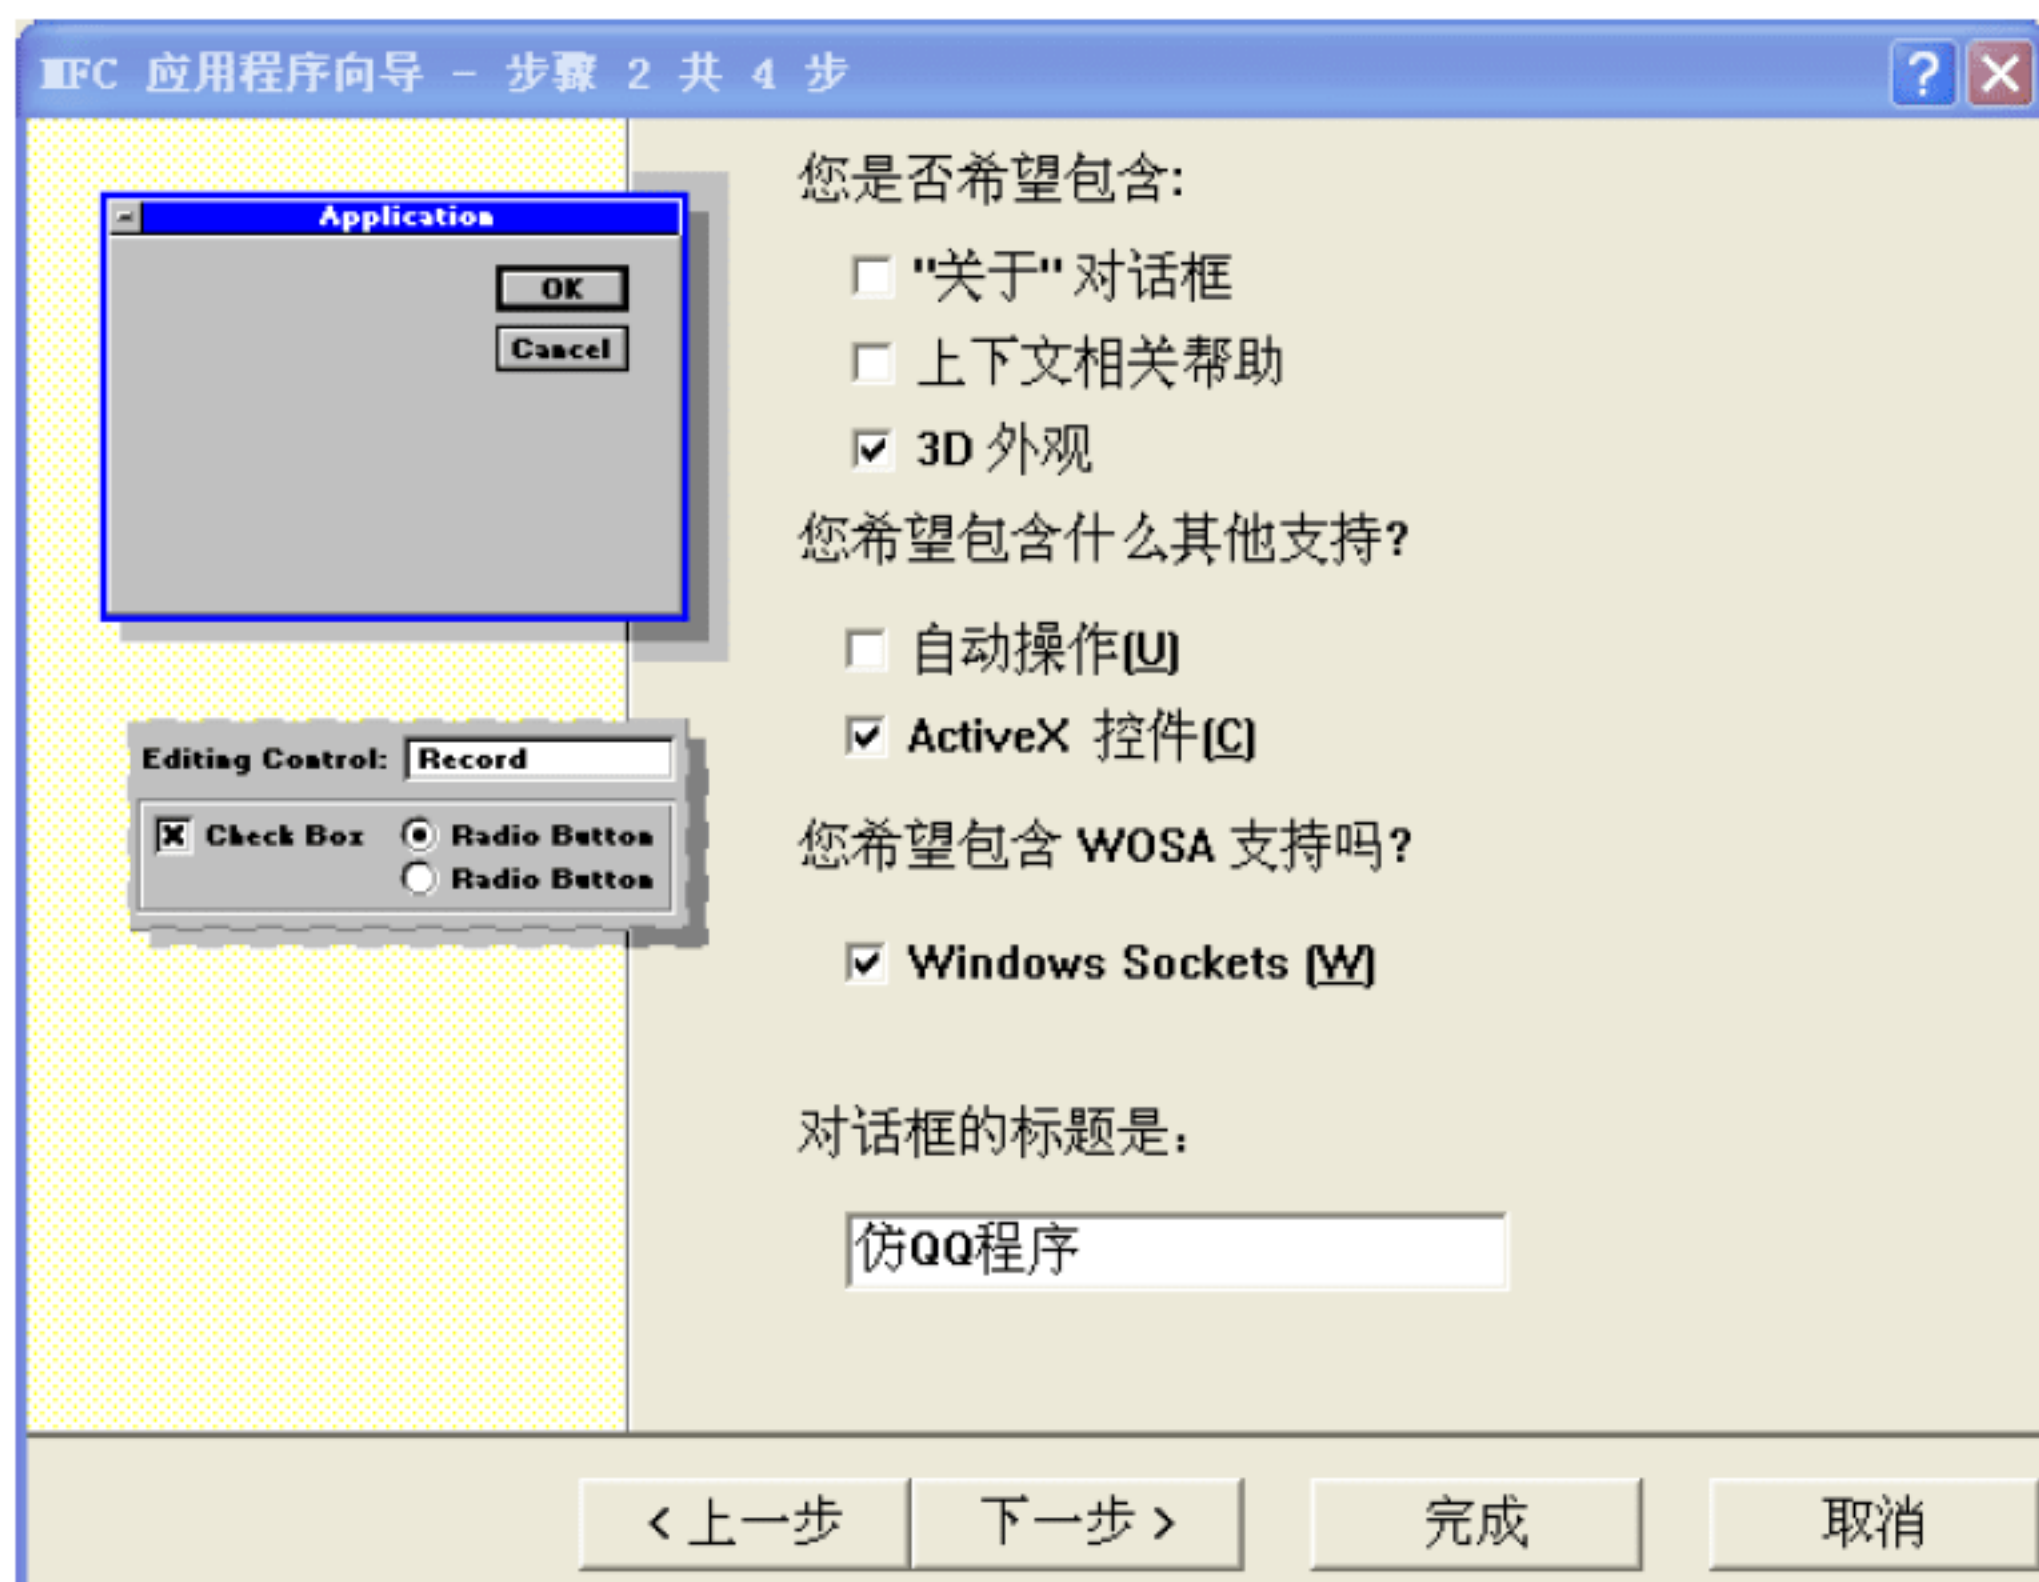 MFC 应用程序向导 - 步骤 2 共 4 步
Application
OK
Cancel
Editing Control: Record
Check Box Radio Button
Radio Button
您是否希望包含:
"关于" 对话框
上下文相关帮助
3D 外观
您希望包含什么其他支持?
自动操作(U)
ActiveX 控件(C)
您希望包含 WOSA 支持吗?
Windows Sockets (W)
对话框的标题是:
仿QQ程序
< 上一步 下一步 > 完成 取消